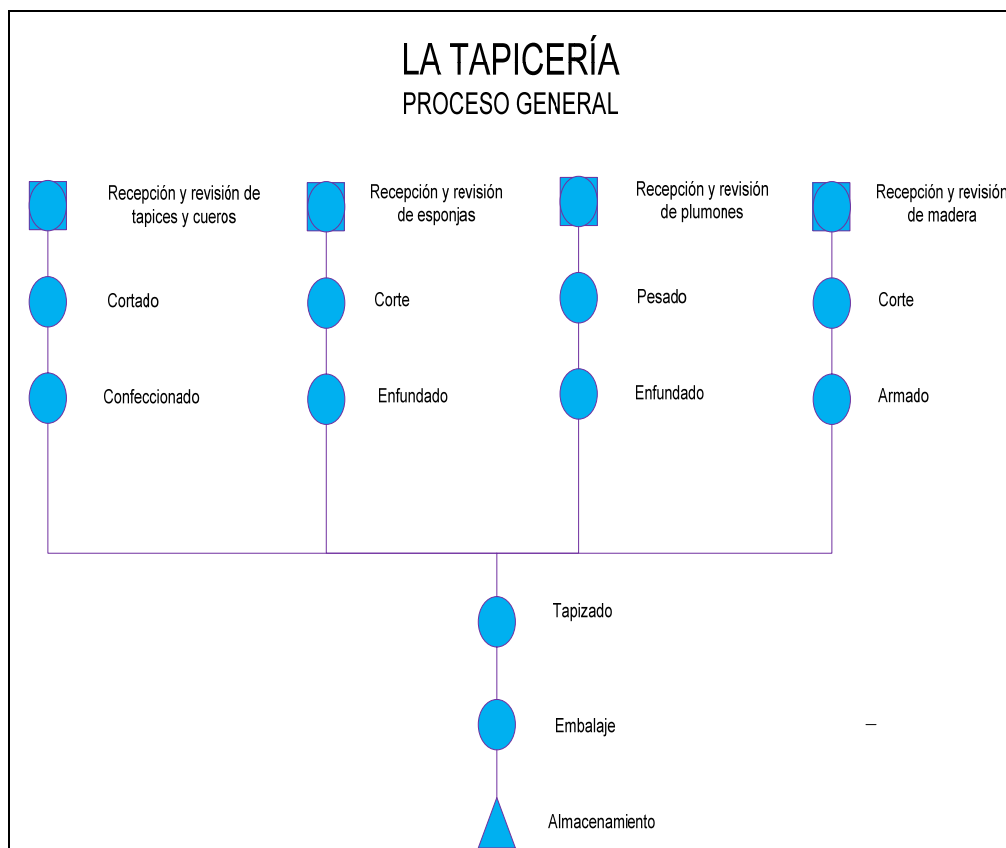 LA TAPICERÍA
PROCESO GENERAL
Recepción y revisión de
tapices y cueros
Recepción y revisión
de esponjas
Recepción y revisión
de plumones
Recepción y revisión
de madera
Cortado
Corte
Pesado
Corte
Confeccionado
Enfundado
Enfundado
Armado
Tapizado
Embalaje
Almacenamiento